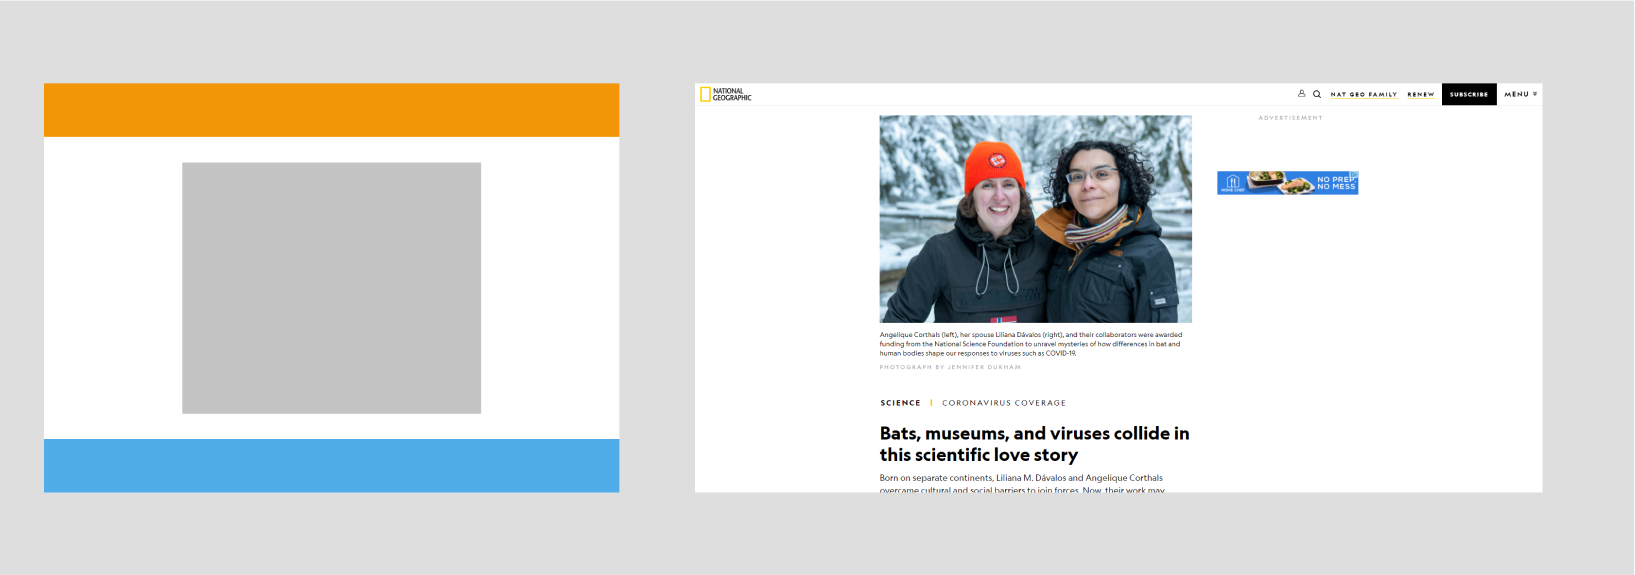 NATIONAL
GEOGRAPHIC
NAT GEO FAMILY
RENEW
SUBSCRIBE
MENU
ADVERTISEMENT
HOME CHEF
NO PREP,
NO MESS
Angelique Corthals (left), her spouse Liliana Dávalos (right), and their collaborators were awarded
funding from the National Science Foundation to unravel mysteries of how differences in bat and
human bodies shape our responses to viruses such as COVID-19.
PHOTOGRAPH BY JENNIFER DURHAM
SCIENCE | CORONAVIRUS COVERAGE
Bats, museums, and viruses collide in
this scientific love story
Born on separate continents, Liliana M. Dávalos and Angelique Corthals
overcame cultural and social barriers to join forces. Now, their work may